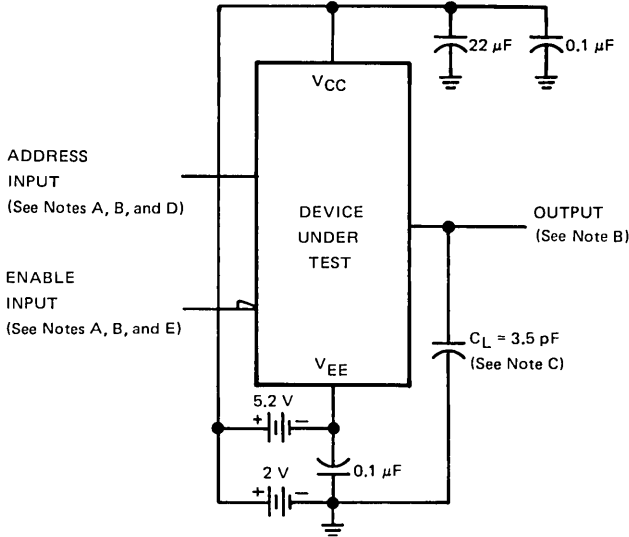 22 µF
0.1 µF
VCC
ADDRESS
INPUT
(See Notes A, B, and D)
DEVICE
UNDER
TEST
OUTPUT
(See Note B)
ENABLE
INPUT
(See Notes A, B, and E)
CL = 3.5 pF
(See Note C)
VEE
5.2 V
+ −
0.1 µF
2 V
+ −